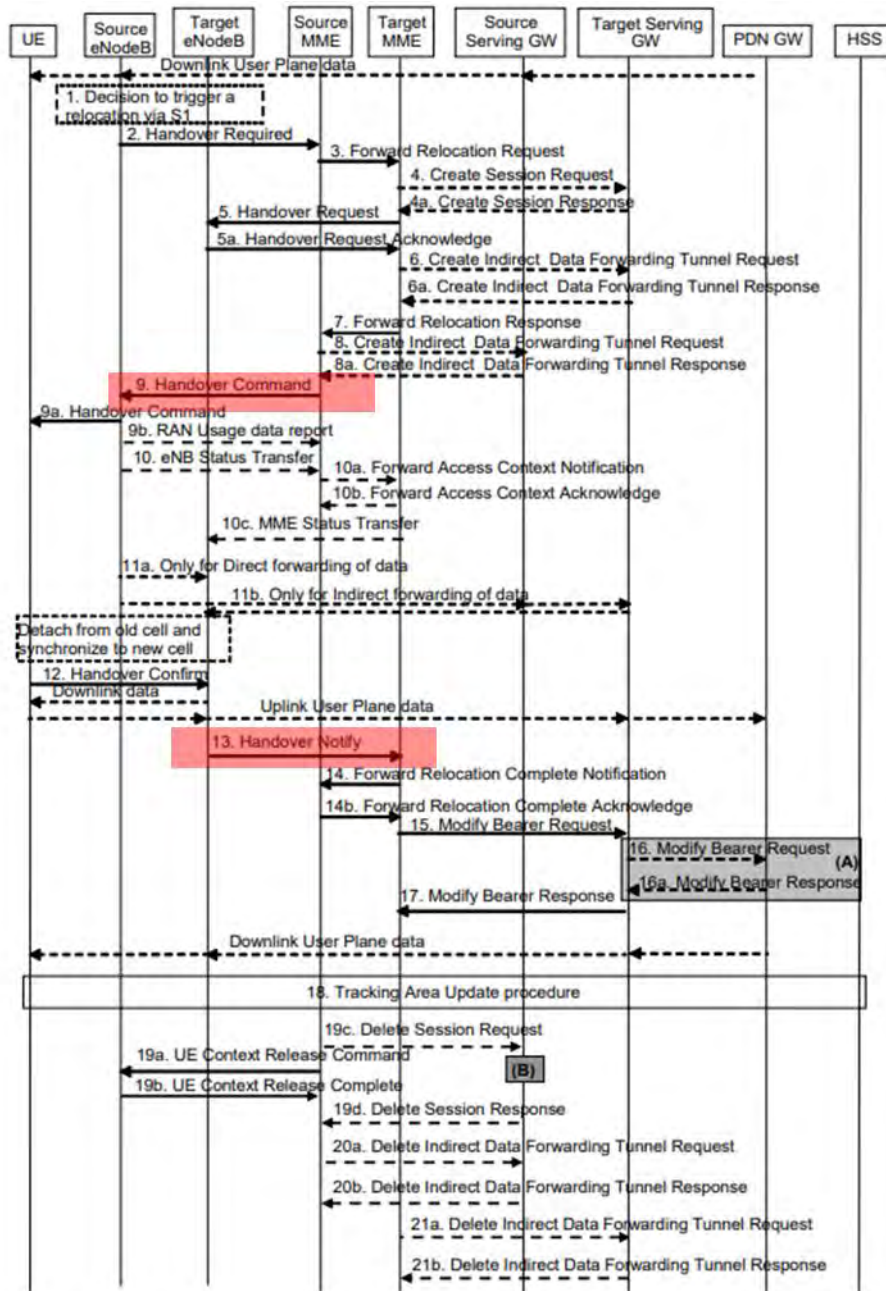 UE
Source
eNodeB
Target
eNodeB
Source
MME
Target
MME
Source
Serving GW
Target Serving
GW
PDN GW
HSS
Downlink User Plane data
1. Decision to trigger a
relocation via S1
2. Handover Required
3. Forward Relocation Request
4. Create Session Request
4a. Create Session Response
5. Handover Request
5a. Handover Request Acknowledge
6. Create Indirect Data Forwarding Tunnel Request
6a. Create Indirect Data Forwarding Tunnel Response
7. Forward Relocation Response
8. Create Indirect Data Forwarding Tunnel Request
8a. Create Indirect Data Forwarding Tunnel Response
9. Handover Command
9a. Handover Command
9b. RAN Usage data report
10. eNB Status Transfer
10a. Forward Access Context Notification
10b. Forward Access Context Acknowledge
10c. MME Status Transfer
11a. Only for Direct forwarding of data
11b. Only for Indirect forwarding of data
Detach from old cell and
synchronize to new cell
12. Handover Confirm
Downlink data
Uplink User Plane data
13. Handover Notify
14. Forward Relocation Complete Notification
14b. Forward Relocation Complete Acknowledge
15. Modify Bearer Request
16. Modify Bearer Request
(A)
16a. Modify Bearer Response
17. Modify Bearer Response
Downlink User Plane data
18. Tracking Area Update procedure
19c. Delete Session Request
19a. UE Context Release Command
(B)
19b. UE Context Release Complete
19d. Delete Session Response
20a. Delete Indirect Data Forwarding Tunnel Request
20b. Delete Indirect Data Forwarding Tunnel Response
21a. Delete Indirect Data Forwarding Tunnel Request
21b. Delete Indirect Data Forwarding Tunnel Response